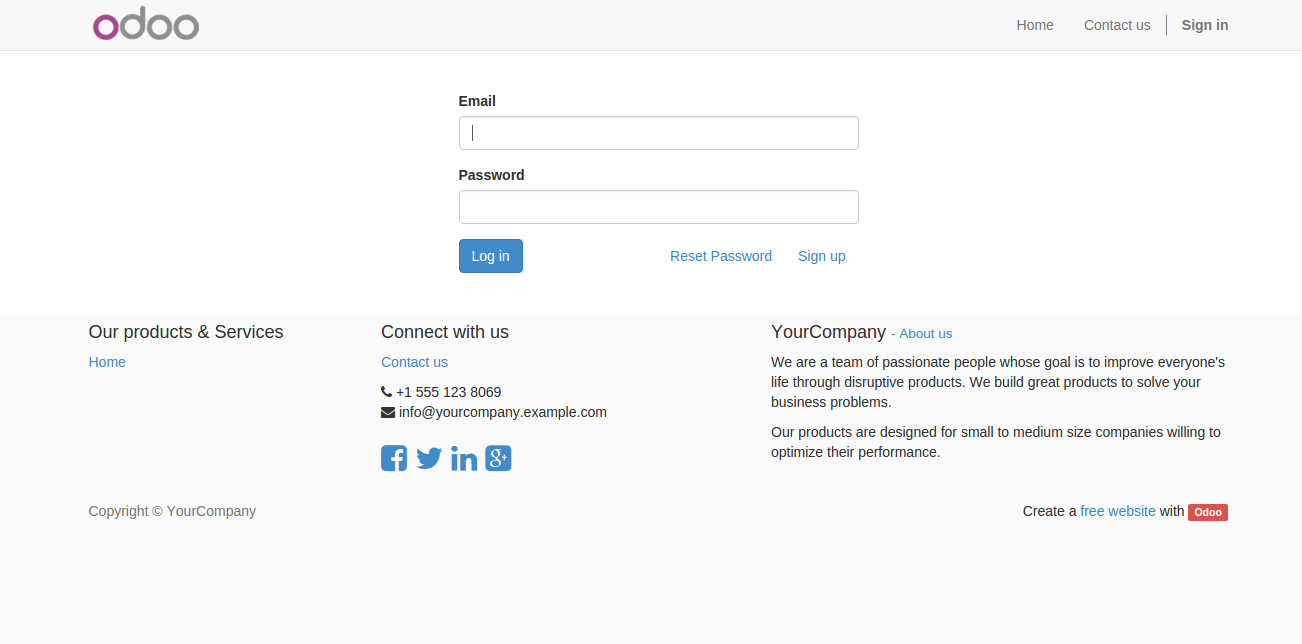 odoo
Home Contact us Sign in
Email
Password
Log in Reset Password Sign up
Our products & Services
Home
Connect with us
Contact us
+1 555 123 8069
info@yourcompany.example.com
YourCompany - About us
We are a team of passionate people whose goal is to improve everyone's
life through disruptive products. We build great products to solve your
business problems.
Our products are designed for small to medium size companies willing to
optimize their performance.
Copyright © YourCompany
Create a free website with Odoo